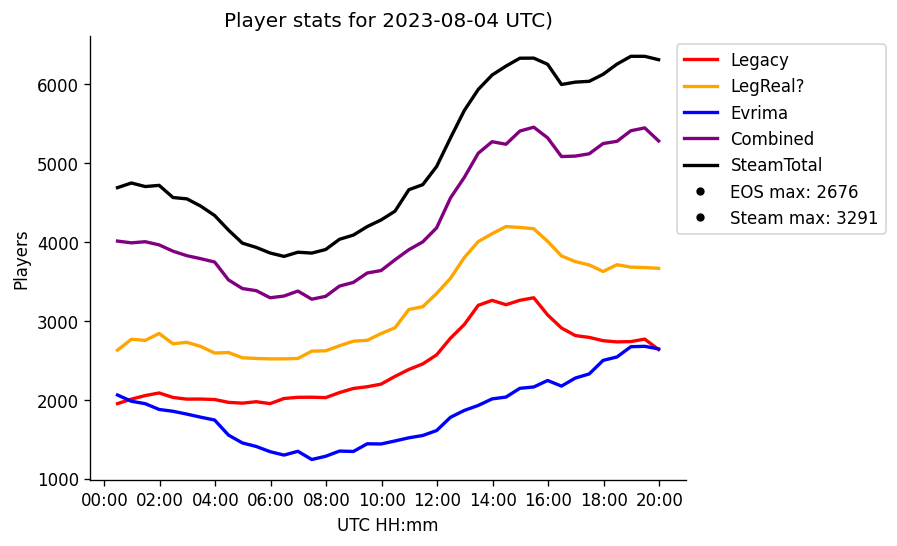 Player stats for 2023-08-04 UTC)
Legacy
LegReal?
Evrima
Combined
SteamTotal
EOS max: 2676
Steam max: 3291
6000
5000
4000
3000
2000
1000
Players
00:00 02:00 04:00 06:00 08:00 10:00 12:00 14:00 16:00 18:00 20:00
UTC HH:mm